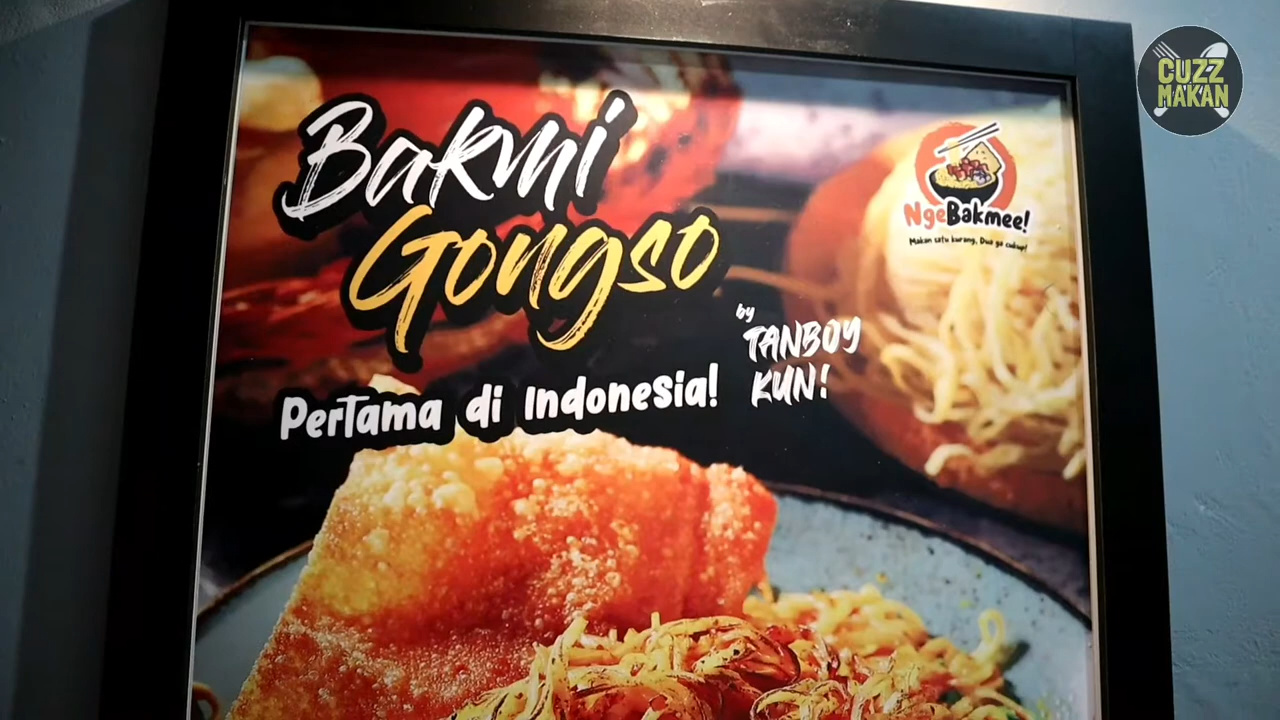 CUZZ
MAKAN
Bakmi
Gongso
NgeBakmee!
Makan satu kurang, Dua ga cukup!
by
TANBOY
KUN!
Pertama di Indonesia!